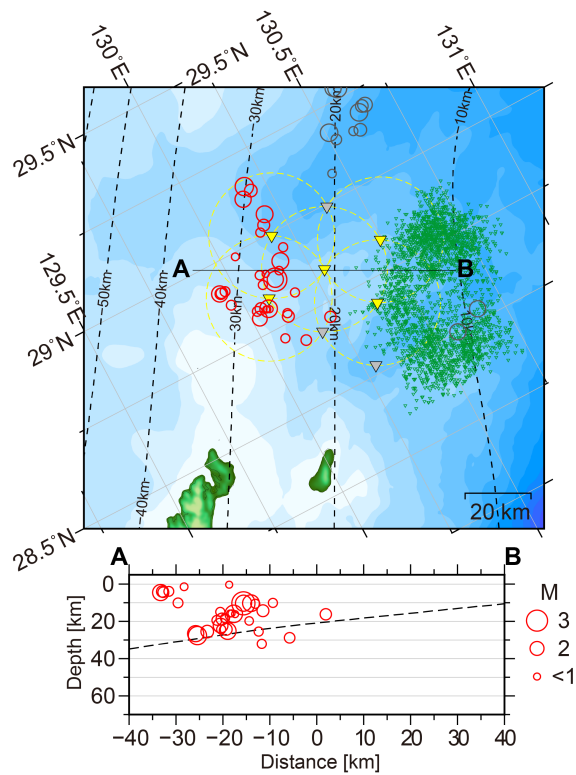 130°E
29.5°N
130.5°E
131°E
29.5°N
30km
20km
10km
A
B
129.5°E
50km
40km
30km
20km
10km
29°N
40km
28.5°N
20 km
A
B
0
20
40
60
Depth [km]
−40
−30
−20
−10
0
10
20
30
40
Distance [km]
M
3
2
<1